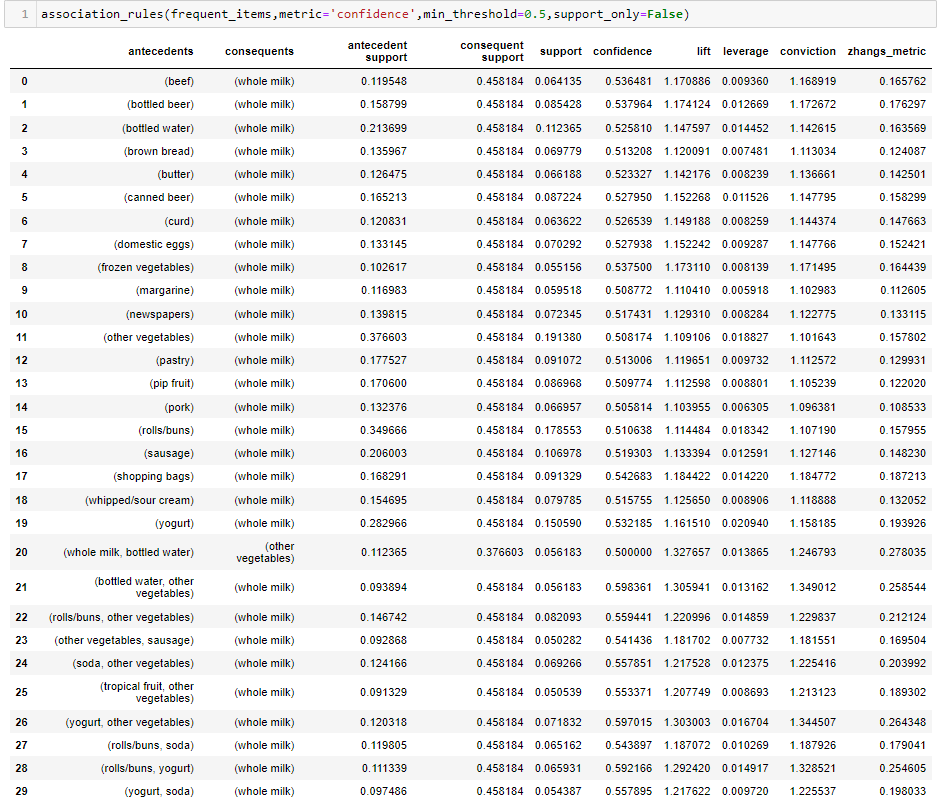 1 association_rules(frequent_items,metric='confidence',min_threshold=0.5,support_only=False)
antecedents consequents antecedent support consequent support support confidence lift leverage conviction zhangs_metric
0 (beef) (whole milk) 0.119548 0.458184 0.064135 0.536481 1.170886 0.009360 1.168919 0.165762
1 (bottled beer) (whole milk) 0.158799 0.458184 0.085428 0.537964 1.174124 0.012669 1.172672 0.176297
2 (bottled water) (whole milk) 0.213699 0.458184 0.112365 0.525810 1.147597 0.014452 1.142615 0.163569
3 (brown bread) (whole milk) 0.135967 0.458184 0.069779 0.513208 1.120091 0.007481 1.113034 0.124087
4 (butter) (whole milk) 0.126475 0.458184 0.066188 0.523327 1.142176 0.008239 1.136661 0.142501
5 (canned beer) (whole milk) 0.165213 0.458184 0.087224 0.527950 1.152268 0.011526 1.147795 0.158299
6 (curd) (whole milk) 0.120831 0.458184 0.063622 0.526539 1.149188 0.008259 1.144374 0.147663
7 (domestic eggs) (whole milk) 0.133145 0.458184 0.070292 0.527938 1.152242 0.009287 1.147766 0.152421
8 (frozen vegetables) (whole milk) 0.102617 0.458184 0.055156 0.537500 1.173110 0.008139 1.171495 0.164439
9 (margarine) (whole milk) 0.116983 0.458184 0.059518 0.508772 1.110410 0.005918 1.102983 0.112605
10 (newspapers) (whole milk) 0.139815 0.458184 0.072345 0.517431 1.129310 0.008284 1.122775 0.133115
11 (other vegetables) (whole milk) 0.376603 0.458184 0.191380 0.508174 1.109106 0.018827 1.101643 0.157802
12 (pastry) (whole milk) 0.177527 0.458184 0.091072 0.513006 1.119651 0.009732 1.112572 0.129931
13 (pip fruit) (whole milk) 0.170600 0.458184 0.086968 0.509774 1.112598 0.008801 1.105239 0.122020
14 (pork) (whole milk) 0.132376 0.458184 0.066957 0.505814 1.103955 0.006305 1.096381 0.108533
15 (rolls/buns) (whole milk) 0.349666 0.458184 0.178553 0.510638 1.114484 0.018342 1.107190 0.157955
16 (sausage) (whole milk) 0.206003 0.458184 0.106978 0.519303 1.133394 0.012591 1.127146 0.148230
17 (shopping bags) (whole milk) 0.168291 0.458184 0.091329 0.542683 1.184422 0.014220 1.184772 0.187213
18 (whipped/sour cream) (whole milk) 0.154695 0.458184 0.079785 0.515755 1.125650 0.008906 1.118888 0.132052
19 (yogurt) (whole milk) 0.282966 0.458184 0.150590 0.532185 1.161510 0.020940 1.158185 0.193926
20 (whole milk, bottled water) (other vegetables) 0.112365 0.376603 0.056183 0.500000 1.327657 0.013865 1.246793 0.278035
21 (bottled water, other vegetables) (whole milk) 0.093894 0.458184 0.056183 0.598361 1.305941 0.013162 1.349012 0.258544
22 (rolls/buns, other vegetables) (whole milk) 0.146742 0.458184 0.082093 0.559441 1.220996 0.014859 1.229837 0.212124
23 (other vegetables, sausage) (whole milk) 0.092868 0.458184 0.050282 0.541436 1.181702 0.007732 1.181551 0.169504
24 (soda, other vegetables) (whole milk) 0.124166 0.458184 0.069266 0.557851 1.217528 0.012375 1.225416 0.203992
25 (tropical fruit, other vegetables) (whole milk) 0.091329 0.458184 0.050539 0.553371 1.207749 0.008693 1.213123 0.189302
26 (yogurt, other vegetables) (whole milk) 0.120318 0.458184 0.071832 0.597015 1.303003 0.016704 1.344507 0.264348
27 (rolls/buns, soda) (whole milk) 0.119805 0.458184 0.065162 0.543897 1.187072 0.010269 1.187926 0.179041
28 (rolls/buns, yogurt) (whole milk) 0.111339 0.458184 0.065931 0.592166 1.292420 0.014917 1.328521 0.254605
29 (yogurt, soda) (whole milk) 0.097486 0.458184 0.054387 0.557895 1.217622 0.009720 1.225537 0.198033